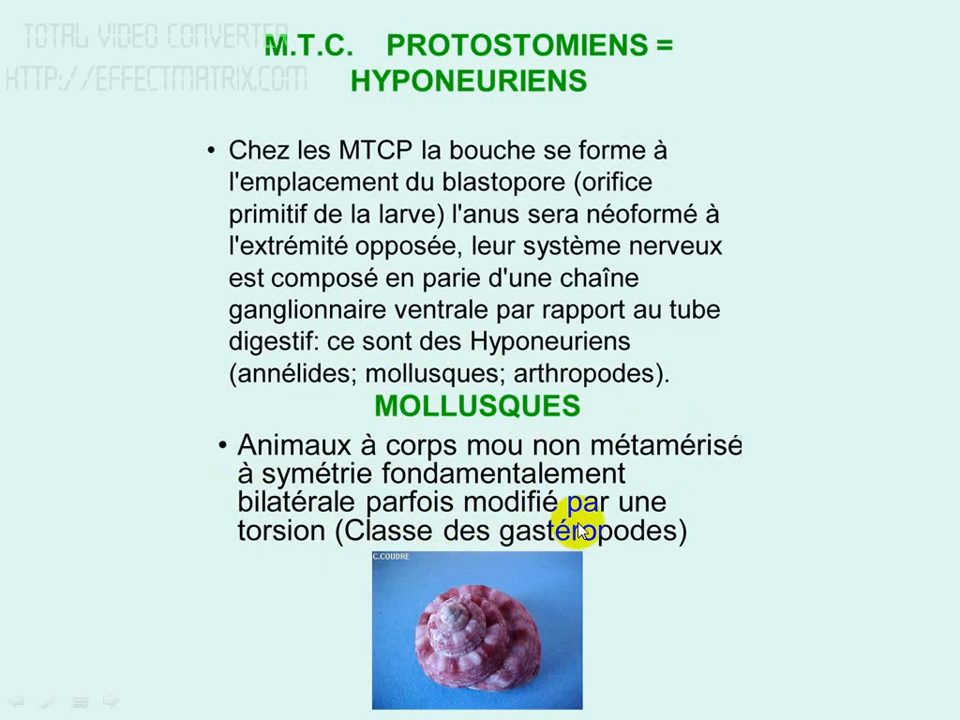 TOTAL VIDEO CONVERTER
HTTP://EFFECTMATRIX.COM
M.T.C. PROTOSTOMIENS =
HYPONEURIENS
• Chez les MTCP la bouche se forme à
l'emplacement du blastopore (orifice
primitif de la larve) l'anus sera néoformé à
l'extrémité opposée, leur système nerveux
est composé en parie d'une chaîne
ganglionnaire ventrale par rapport au tube
digestif: ce sont des Hyponeuriens
(annélides; mollusques; arthropodes).
MOLLUSQUES
• Animaux à corps mou non métamérisé
à symétrie fondamentalement
bilatérale parfois modifié par une
torsion (Classe des gastéropodes)
C.COUDRE